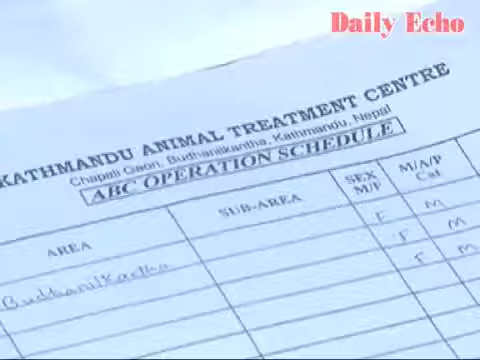 Daily Echo
KATHMANDU ANIMAL TREATMENT CENTRE
Chapali Gaon, Budhanilkantha, Kathmandu, Nepal
ABC OPERATION SCHEDULE
AREA SUB-AREA SEX M/F M/A/P Cat
F M
Budhanilkantha F M
F M